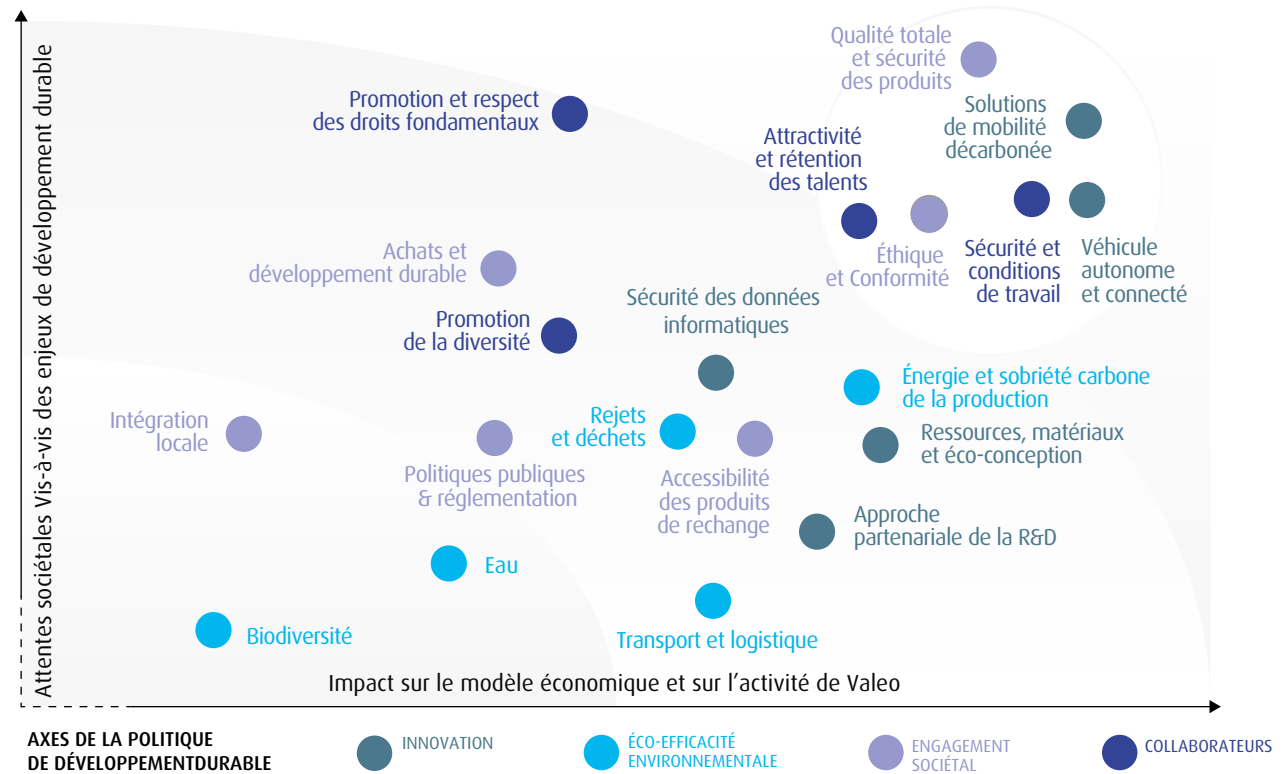 Attentes sociétales Vis-à-vis des enjeux de développement durable
Qualité totale
et sécurité
des produits
Promotion et respect
des droits fondamentaux
Solutions
de mobilité
décarbonée
Attractivité
et rétention
des talents
Achats et
développement durable
Éthique
et Conformité
Sécurité et
conditions
de travail
Véhicule
autonome
et connecté
Sécurité des données
informatiques
Promotion
de la diversité
Énergie et sobriété carbone
de la production
Intégration
locale
Rejets
et déchets
Ressources, matériaux
et éco-conception
Politiques publiques
& réglementation
Accessibilité
des produits
de rechange
Approche
partenariale de la R&D
Eau
Biodiversité
Transport et logistique
Impact sur le modèle économique et sur l'activité de Valeo
AXES DE LA POLITIQUE
DE DÉVELOPPEMENTDURABLE
INNOVATION
ÉCO-EFFICACITÉ
ENVIRONNEMENTALE
ENGAGEMENT
SOCIÉTAL
COLLABORATEURS